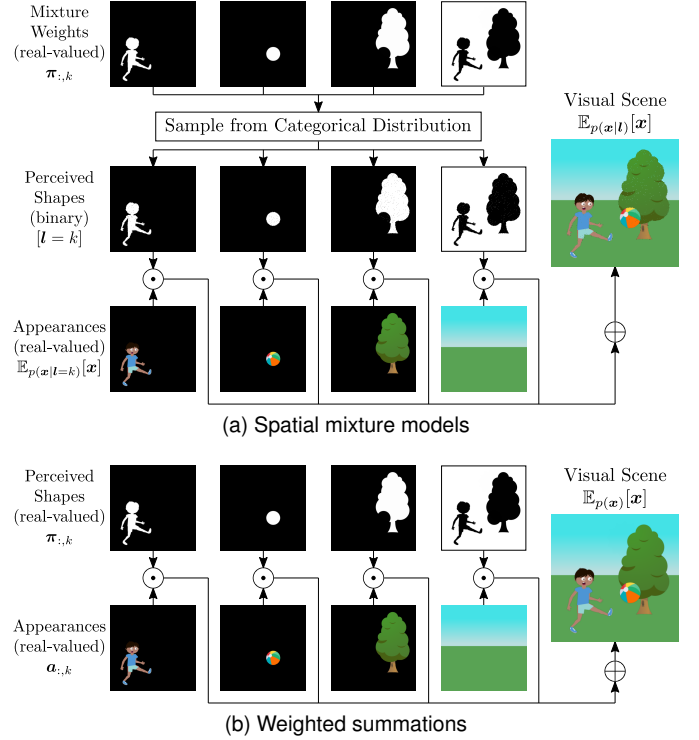 Mixture
Weights
(real-valued)
π:,k
Sample from Categorical Distribution
Visual Scene
𝔼p(x|l)[x]
Perceived
Shapes
(binary)
[l = k]
Appearances
(real-valued)
𝔼p(x|l=k)[x]
(a) Spatial mixture models
Perceived
Shapes
(real-valued)
π:,k
Visual Scene
𝔼p(x)[x]
Appearances
(real-valued)
a:,k
(b) Weighted summations